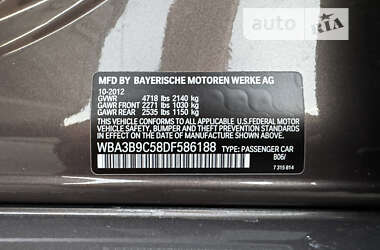 auto
RIA
MFD BY BAYERISCHE MOTOREN WERKE AG
10-2012
GVWR 4718 lbs 2140 kg
GAWR FRONT 2271 lbs 1030 kg
GAWR REAR 2535 lbs 1150 kg
THIS VEHICLE CONFORMS TO ALL APPLICABLE
U.S. FEDERAL MOTOR VEHICLE SAFETY, BUMPER AND
THEFT PREVENTION STANDARDS IN EFFECT ON THE
DATE OF MANUFACTURE SHOWN ABOVE.
WBA3B9C58DF586188 TYPE: PASSENGER CAR
B06/
7 315 014